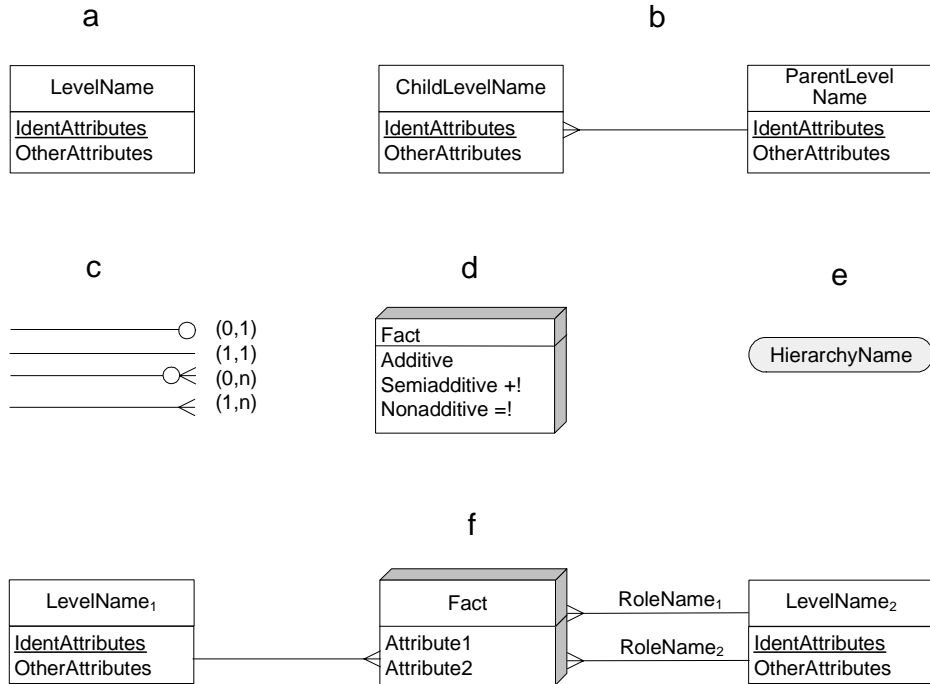 a
b
LevelName
IdentAttributes
OtherAttributes
ChildLevelName
IdentAttributes
OtherAttributes
ParentLevel
Name
IdentAttributes
OtherAttributes
c
d
e
(0,1)
(1,1)
(0,n)
(1,n)
Fact
Additive
Semiadditive +!
Nonadditive =!
HierarchyName
f
LevelName₁
IdentAttributes
OtherAttributes
Fact
Attribute1
Attribute2
RoleName₁
RoleName₂
LevelName₂
IdentAttributes
OtherAttributes